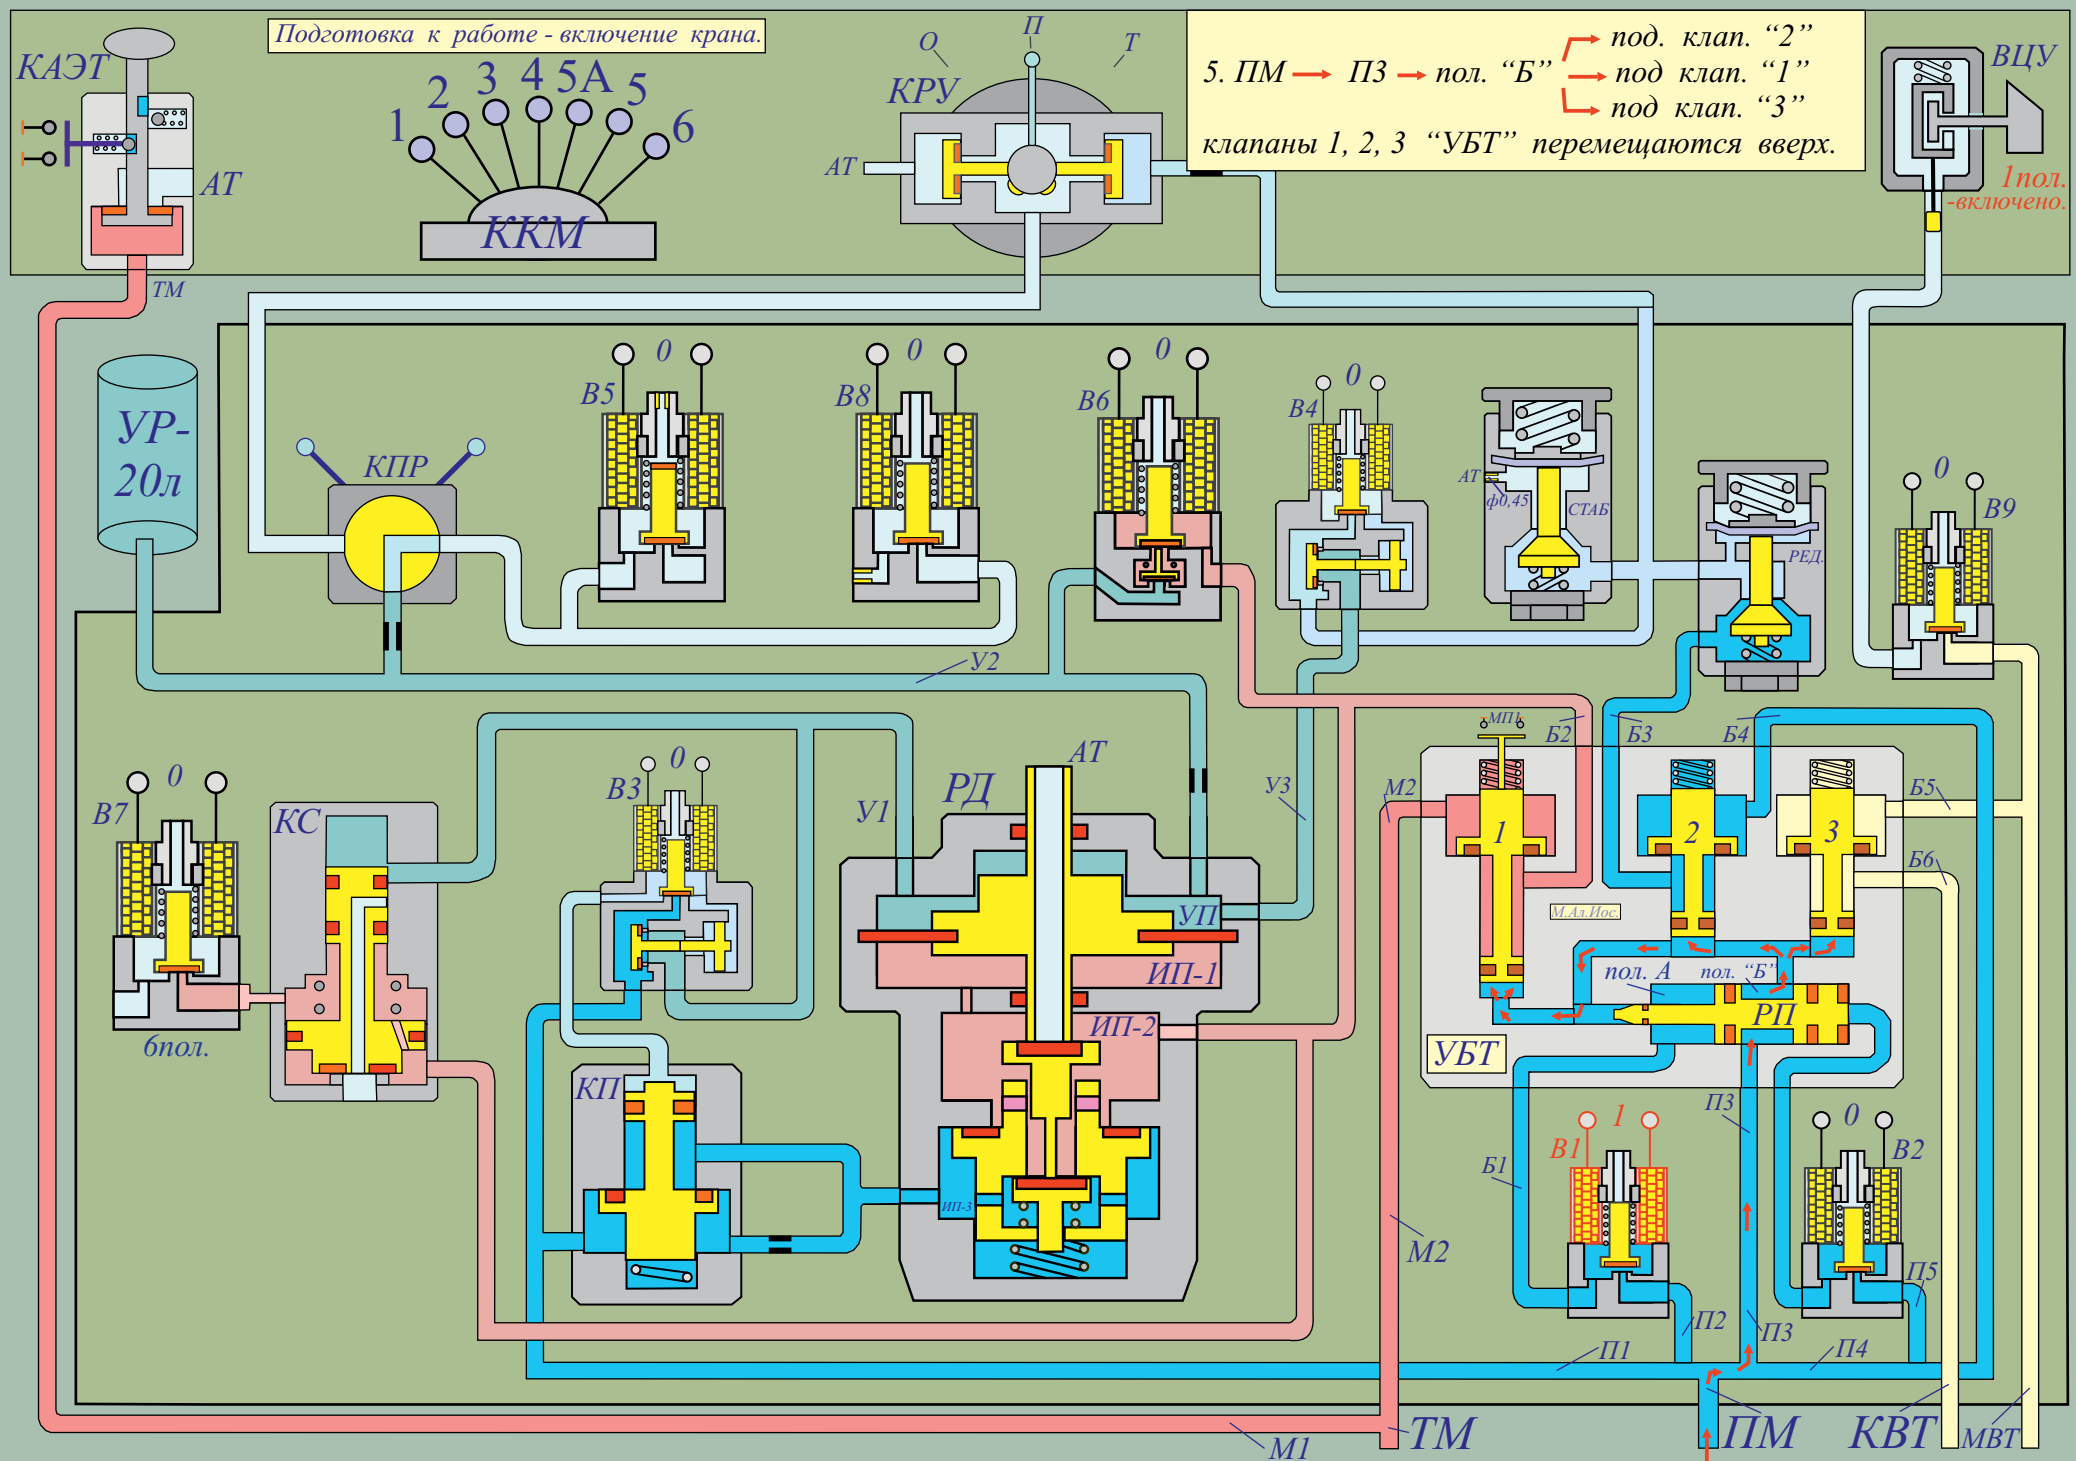 Подготовка к работе - включение крана.
КАЭТ
АТ
ТМ
1
2
3
4
5А
5
6
ККМ
О
П
Т
КРУ
АТ
5. ПМ
ПЗ
пол. “Б”
под. клап. “2”
под клап. “1”
под клап. “3”
клапаны 1, 2, 3 “УБТ” перемещаются вверх.
ВЦУ
1пол.
-включено.
УР-
20л
КПР
0
В5
0
В8
0
В6
0
В4
АТ
ф0,45
СТАБ
РЕД.
0
В9
У2
0
В7
6пол.
КС
0
В3
У1
РД
АТ
УП
ИП-1
ИП-2
ИП-3
КП
У3
М2
МП1
Б2
Б3
Б4
Б5
Б6
1
2
3
М.Ал.Иос.
пол. А
пол. “Б”
РП
УБТ
П3
Б1
1
В1
0
В2
М2
П2
П3
П5
П1
П4
М1
ТМ
ПМ
КВТ
МВТ